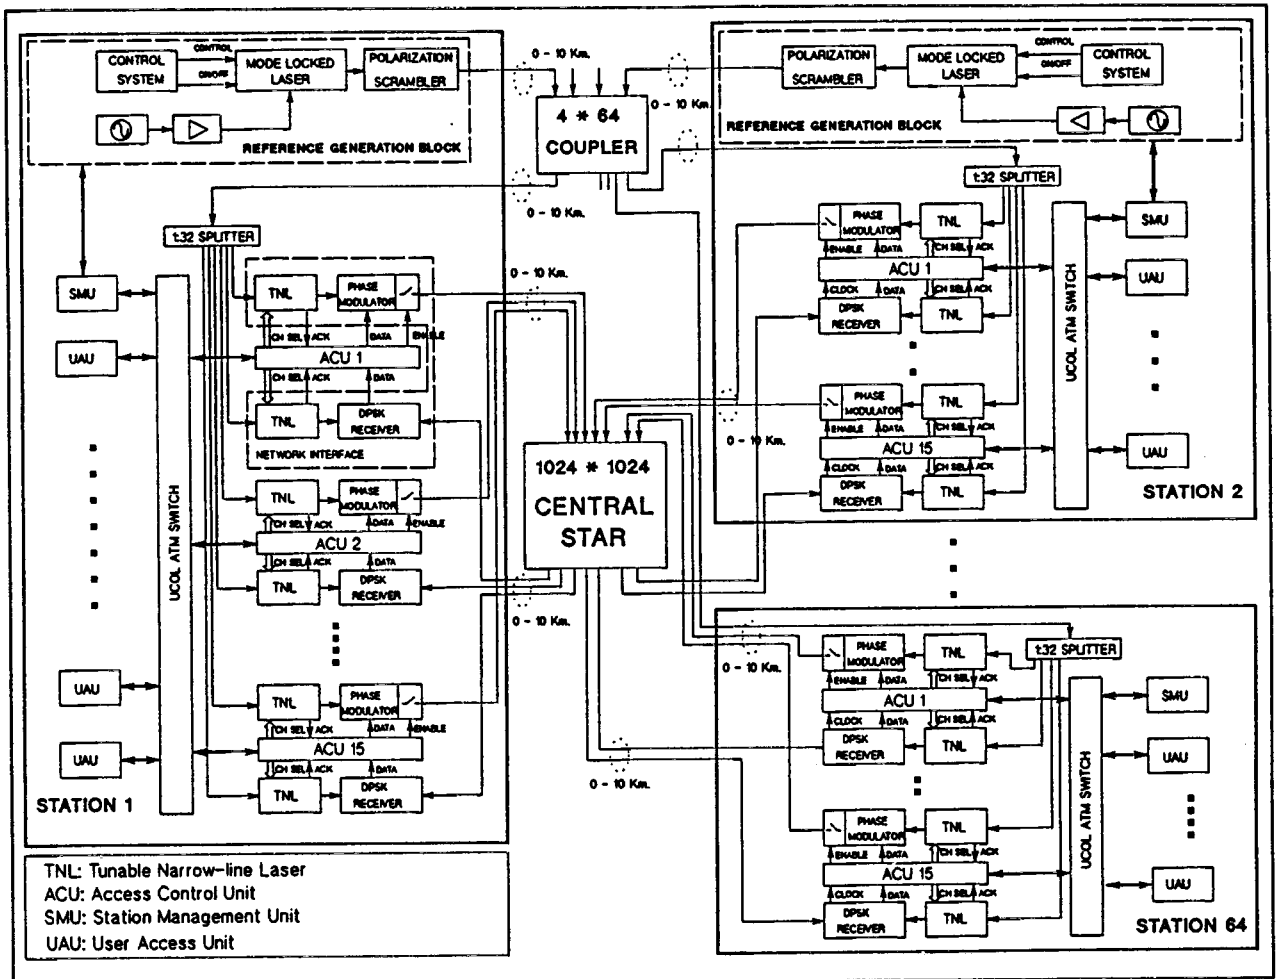 CONTROL SYSTEM
CONTROL
ON/OFF
MODE LOCKED LASER
POLARIZATION SCRAMBLER
REFERENCE GENERATION BLOCK
0 - 10 Km.
4 * 64
COUPLER
0 - 10 Km.
0 - 10 Km.
POLARIZATION SCRAMBLER
MODE LOCKED LASER
CONTROL
ON/OFF
CONTROL SYSTEM
REFERENCE GENERATION BLOCK
1:32 SPLITTER
SMU
UAU
UAU
UAU
UCOL ATM SWITCH
TNL
PHASE MODULATOR
CH SEL
ACK
DATA
ENABLE
ACU 1
CH SEL
ACK
DATA
TNL
DPSK RECEIVER
NETWORK INTERFACE
TNL
PHASE MODULATOR
CH SEL
ACK
DATA
ENABLE
ACU 2
CH SEL
ACK
DATA
TNL
DPSK RECEIVER
TNL
PHASE MODULATOR
CH SEL
ACK
DATA
ENABLE
ACU 15
CH SEL
ACK
DATA
TNL
DPSK RECEIVER
STATION 1
0 - 10 Km.
0 - 10 Km.
1024 * 1024
CENTRAL
STAR
0 - 10 Km.
0 - 10 Km.
0 - 10 Km.
1:32 SPLITTER
PHASE MODULATOR
TNL
ENABLE
DATA
CH SEL
ACK
ACU 1
CLOCK
DATA
CH SEL
ACK
DPSK RECEIVER
TNL
PHASE MODULATOR
TNL
ENABLE
DATA
CH SEL
ACK
ACU 15
CLOCK
DATA
CH SEL
ACK
DPSK RECEIVER
TNL
UCOL ATM SWITCH
SMU
UAU
UAU
STATION 2
1:32 SPLITTER
PHASE MODULATOR
TNL
ENABLE
DATA
CH SEL
ACK
ACU 1
CLOCK
DATA
CH SEL
ACK
DPSK RECEIVER
TNL
PHASE MODULATOR
TNL
ENABLE
DATA
CH SEL
ACK
ACU 15
CLOCK
DATA
CH SEL
ACK
DPSK RECEIVER
TNL
UCOL ATM SWITCH
SMU
UAU
UAU
STATION 64
TNL: Tunable Narrow-line Laser
ACU: Access Control Unit
SMU: Station Management Unit
UAU: User Access Unit